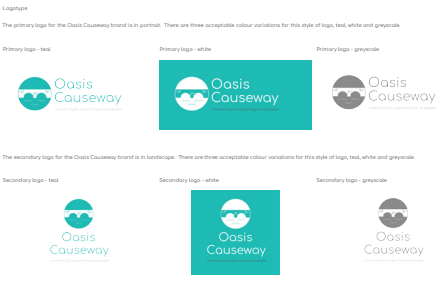 Logotype
The primary logo for the Oasis Causeway brand is in portrait. There are three acceptable colour variations for this style of logo, teal, white and greyscale.
Primary logo - teal
Primary logo - white
Primary logo - greyscale
Oasis
Causeway
Oasis
Causeway
Oasis
Causeway
The secondary logo for the Oasis Causeway brand is in landscape. There are three acceptable colour variations for this style of logo, teal, white and greyscale.
Secondary logo - teal
Secondary logo - white
Secondary logo - greyscale
Oasis
Causeway
Oasis
Causeway
Oasis
Causeway